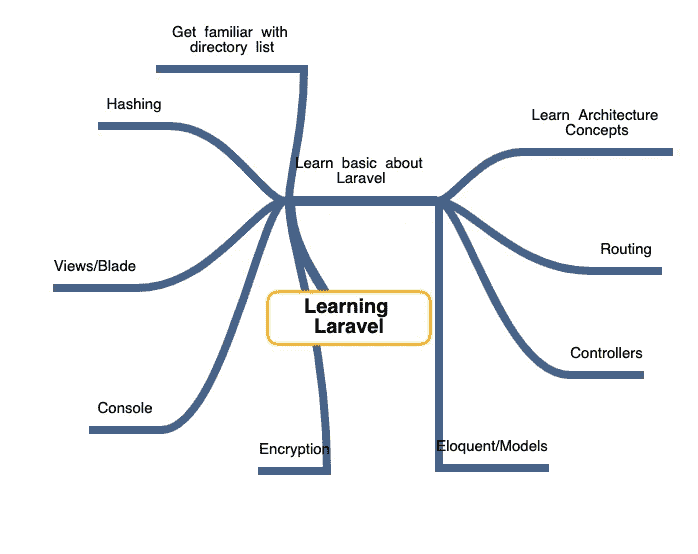 Get familiar with
directory list
Hashing
Learn Architecture
Concepts
Learn basic about
Laravel
Routing
Views/Blade
Learning
Laravel
Controllers
Console
Encryption
Eloquent/Models